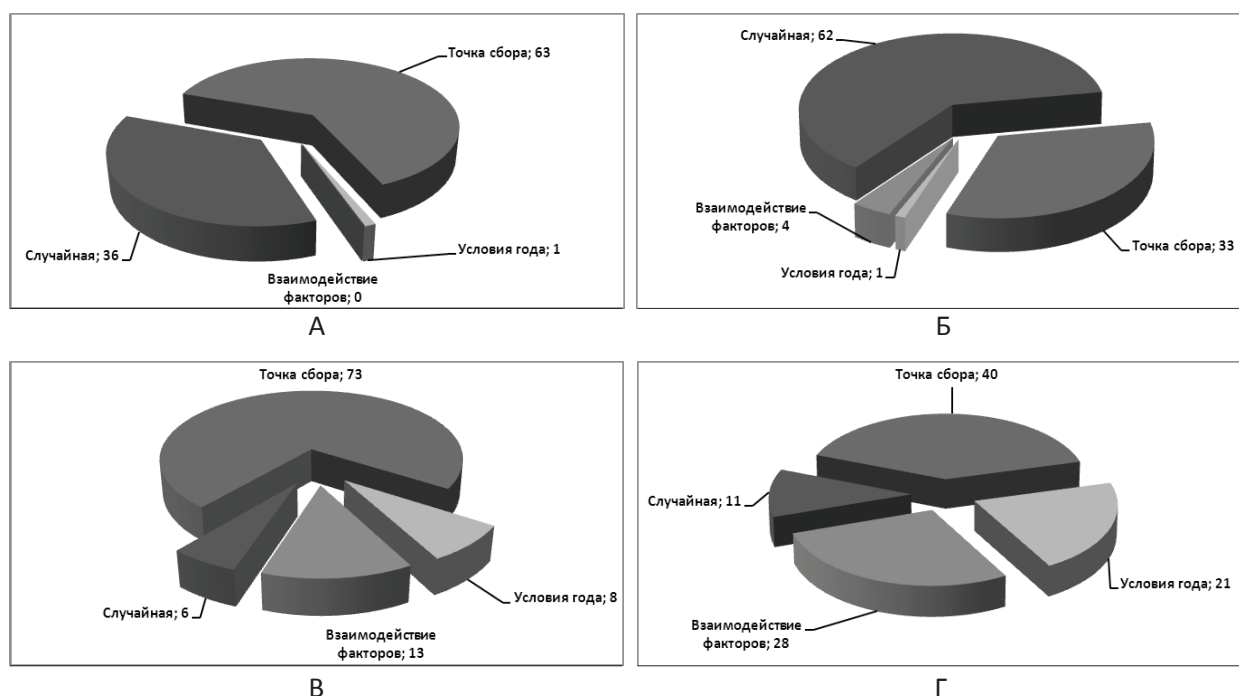 Точка сбора; 63
Случайная; 36
Условия года; 1
Взаимодействие
факторов; 0
А
Случайная; 62
Взаимодействие
факторов; 4
Точка сбора; 33
Условия года; 1
Б
Точка сбора; 73
Условия года; 8
Случайная; 6
Взаимодействие
факторов; 13
В
Точка сбора; 40
Случайная; 11
Условия года; 21
Взаимодействие
факторов; 28
Г